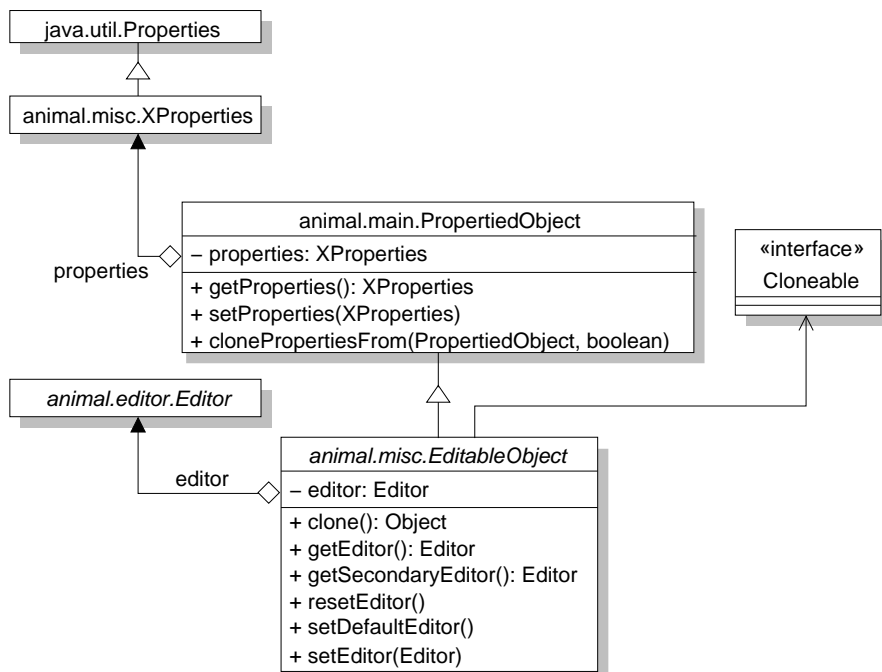 java.util.Properties
animal.misc.XProperties
animal.main.PropertiedObject
– properties: XProperties
+ getProperties(): XProperties
+ setProperties(XProperties)
+ clonePropertiesFrom(PropertiedObject, boolean)
properties
«interface»
Cloneable
animal.editor.Editor
editor
animal.misc.EditableObject
– editor: Editor
+ clone(): Object
+ getEditor(): Editor
+ getSecondaryEditor(): Editor
+ resetEditor()
+ setDefaultEditor()
+ setEditor(Editor)